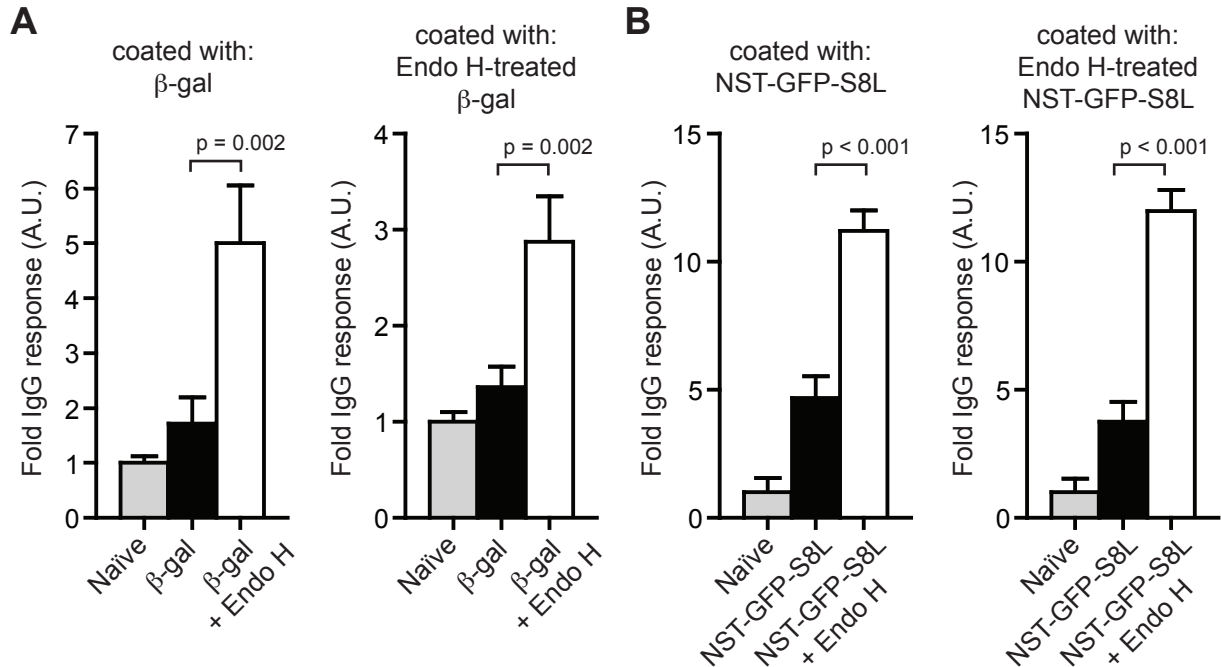 A
coated with:
β-gal
Fold IgG response (A.U.)
7
6
5
4
3
2
1
0
p = 0.002
Naïve
β-gal
β-gal
+ Endo H
coated with:
Endo H-treated
β-gal
Fold IgG response (A.U.)
4
3
2
1
0
p = 0.002
Naïve
β-gal
β-gal
+ Endo H
B
coated with:
NST-GFP-S8L
Fold IgG response (A.U.)
15
10
5
0
p < 0.001
Naïve
NST-GFP-S8L
NST-GFP-S8L
+ Endo H
coated with:
Endo H-treated
NST-GFP-S8L
Fold IgG response (A.U.)
15
10
5
0
p < 0.001
Naïve
NST-GFP-S8L
NST-GFP-S8L
+ Endo H